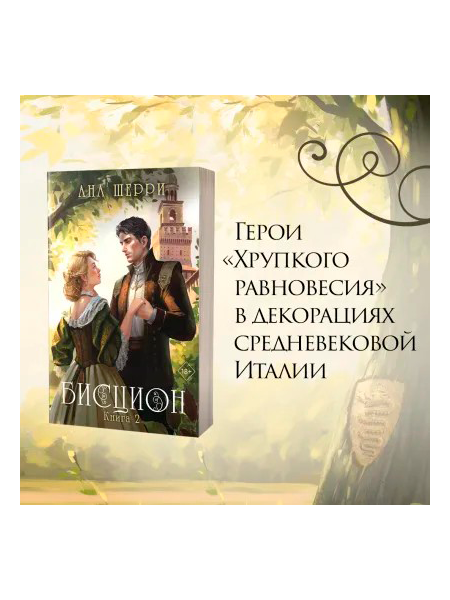 АНА ШЕРРИ
18+
БИСЦИОН
Книга 2
Герои
«Хрупкого
равновесия»
в декорациях
средневековой
Италии